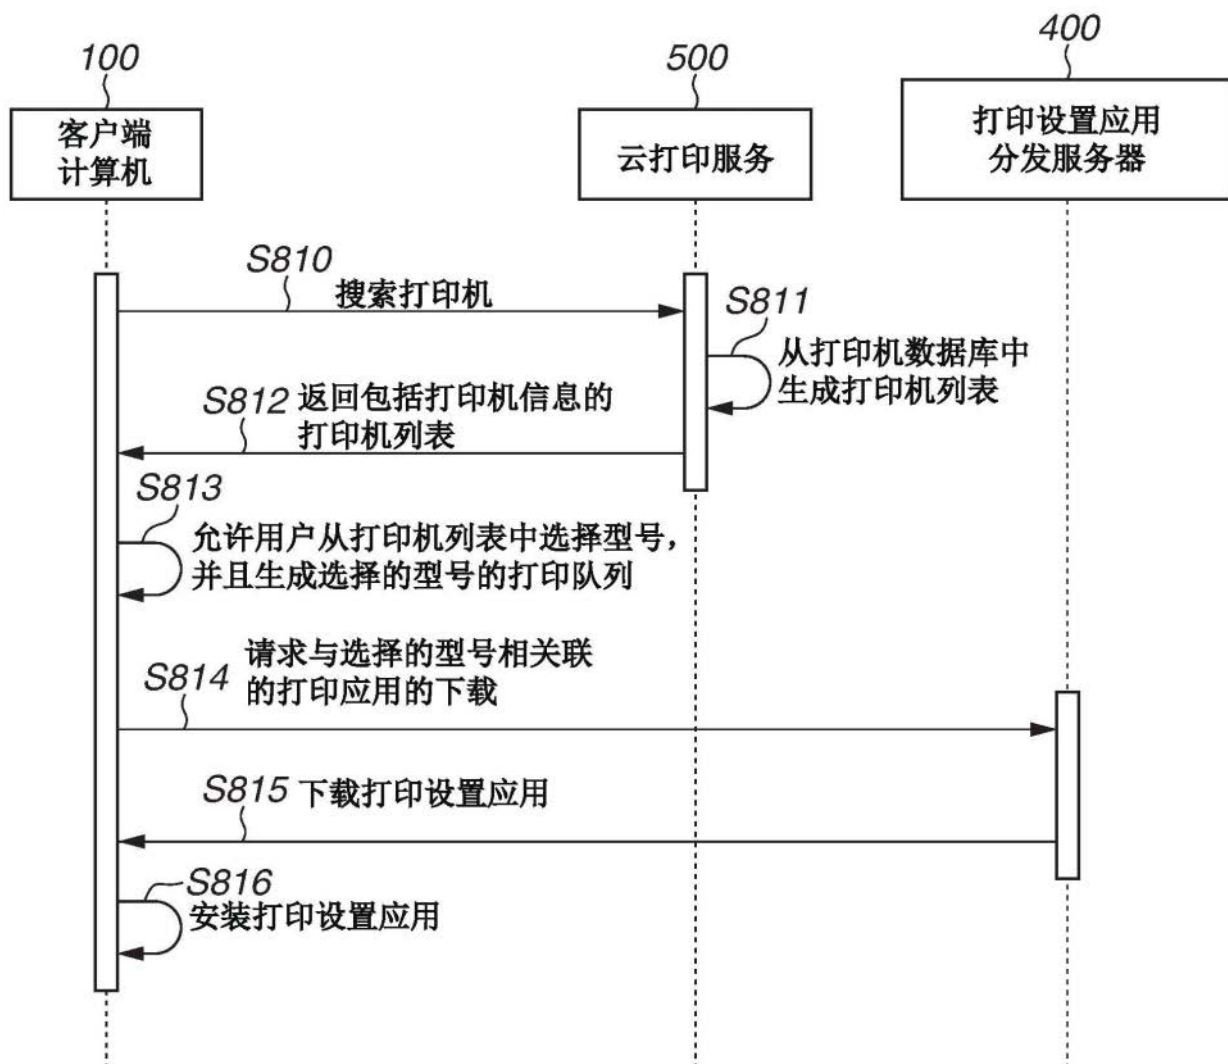 100
500
400
客户端
计算机
云打印服务
打印设置应用
分发服务器
S810
搜索打印机
S811
从打印机数据库中
生成打印机列表
S812 返回包括打印机信息的
打印机列表
S813
允许用户从打印机列表中选择型号，
并且生成选择的型号的打印队列
S814
请求与选择的型号相关联
的打印应用的下载
S815 下载打印设置应用
S816
安装打印设置应用